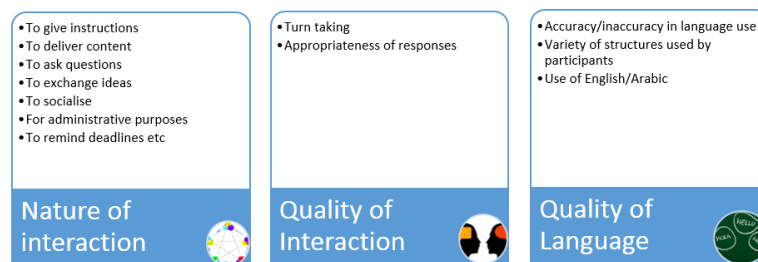 •To give instructions
•To deliver content
•To ask questions
•To exchange ideas
•To socialise
•For administrative purposes
•To remind deadlines etc
Nature of
interaction
•Turn taking
•Appropriateness of responses
Quality of
Interaction
•Accuracy/inaccuracy in language use
•Variety of structures used by
participants
•Use of English/Arabic
Quality of
Language
HELLO
HOLA